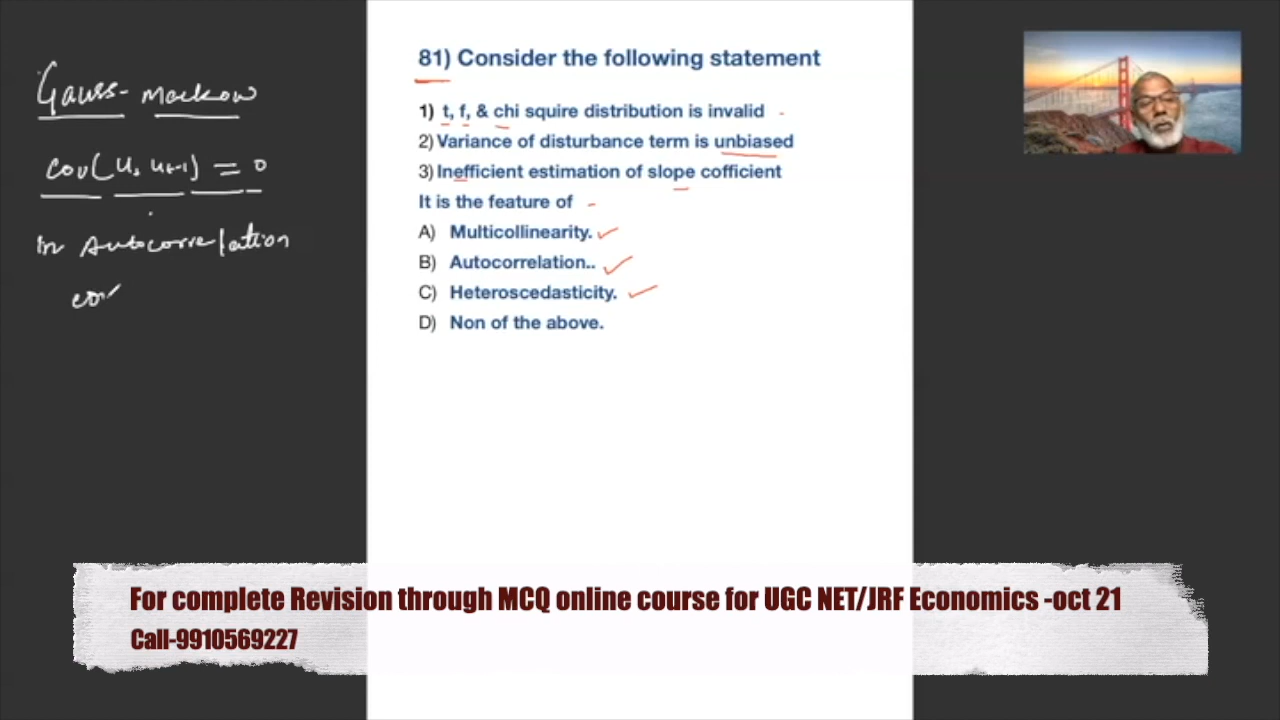 Gauss- Markow
cov(ut ut-1) = 0
In Autocorrelation
cov
81) Consider the following statement
1) t, f, & chi squire distribution is invalid
2) Variance of disturbance term is unbiased
3) Inefficient estimation of slope cofficient
It is the feature of
A) Multicollinearity.
B) Autocorrelation..
C) Heteroscedasticity.
D) Non of the above.
For complete Revision through MCQ online course for UGC NET/JRF Economics -oct 21
Call-9910569227